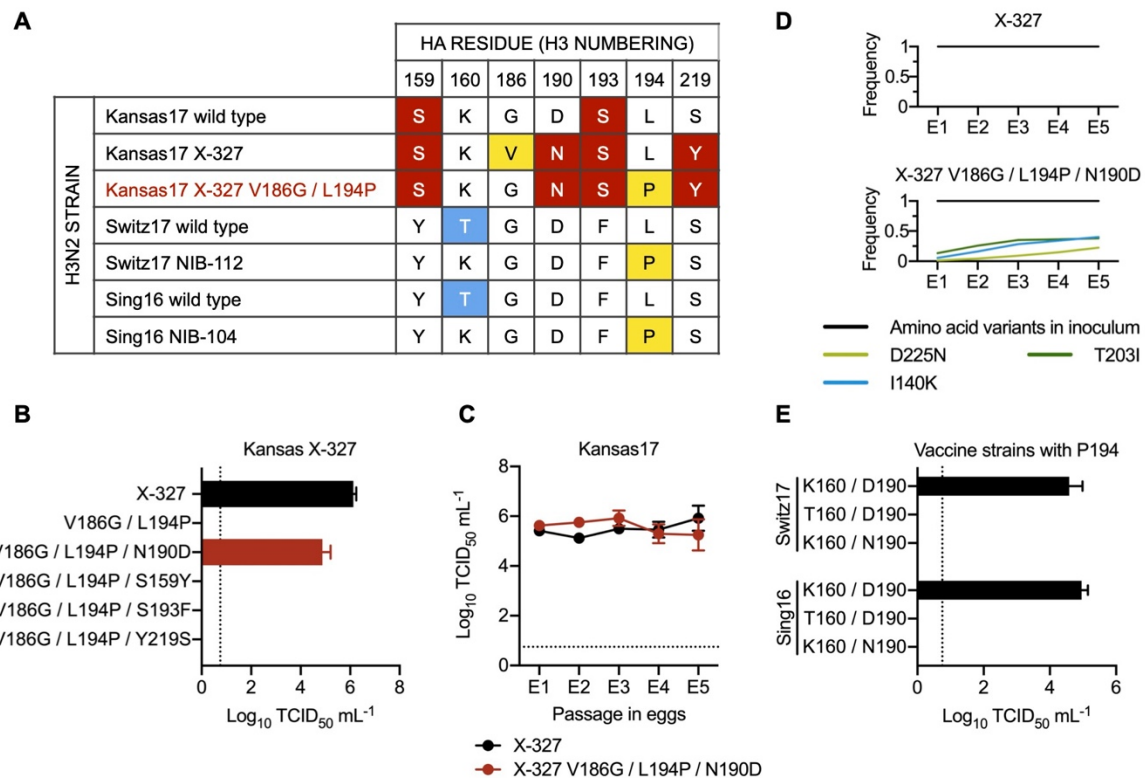 A
HA RESIDUE (H3 NUMBERING)
159 160 186 190 193 194 219
H3N2 STRAIN
Kansas17 wild type S K G D S L S
Kansas17 X-327 S K V N S L Y
Kansas17 X-327 V186G / L194P S K G N S P Y
Switz17 wild type Y T G D F L S
Switz17 NIB-112 Y K G D F P S
Sing16 wild type Y T G D F L S
Sing16 NIB-104 Y K G D F P S
D
X-327
Frequency
1
0.5
0
E1 E2 E3 E4 E5
X-327 V186G / L194P / N190D
Frequency
1
0.5
0
E1 E2 E3 E4 E5
Amino acid variants in inoculum
D225N T203I
I140K
B
Kansas X-327
X-327
V186G / L194P
V186G / L194P / N190D
V186G / L194P / S159Y
V186G / L194P / S193F
V186G / L194P / Y219S
0 2 4 6 8
Log10 TCID50 mL-1
C
Kansas17
Log10 TCID50 mL-1
8
6
4
2
0
E1 E2 E3 E4 E5
Passage in eggs
X-327
X-327 V186G / L194P / N190D
E
Vaccine strains with P194
Switz17
K160 / D190
T160 / D190
K160 / N190
Sing16
K160 / D190
T160 / D190
K160 / N190
0 2 4 6
Log10 TCID50 mL-1